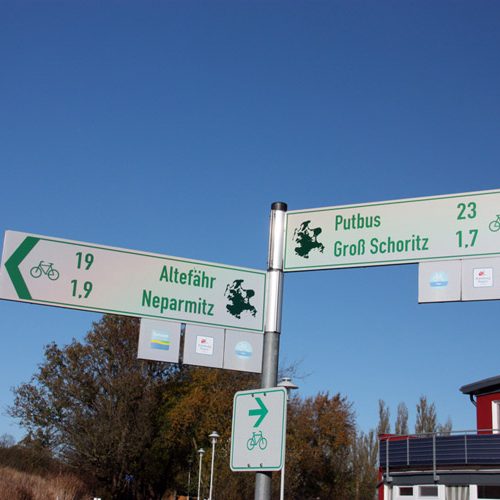 19 Altefähr
1,9 Neparmitz
Putbus 23
Groß Schoritz 1.7